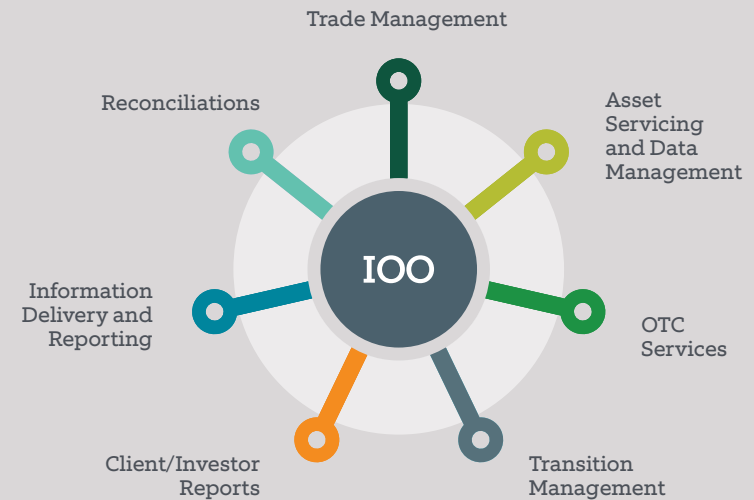 Trade Management
Reconciliations
Asset
Servicing
and Data
Management
IOO
Information
Delivery and
Reporting
OTC
Services
Client/Investor
Reports
Transition
Management